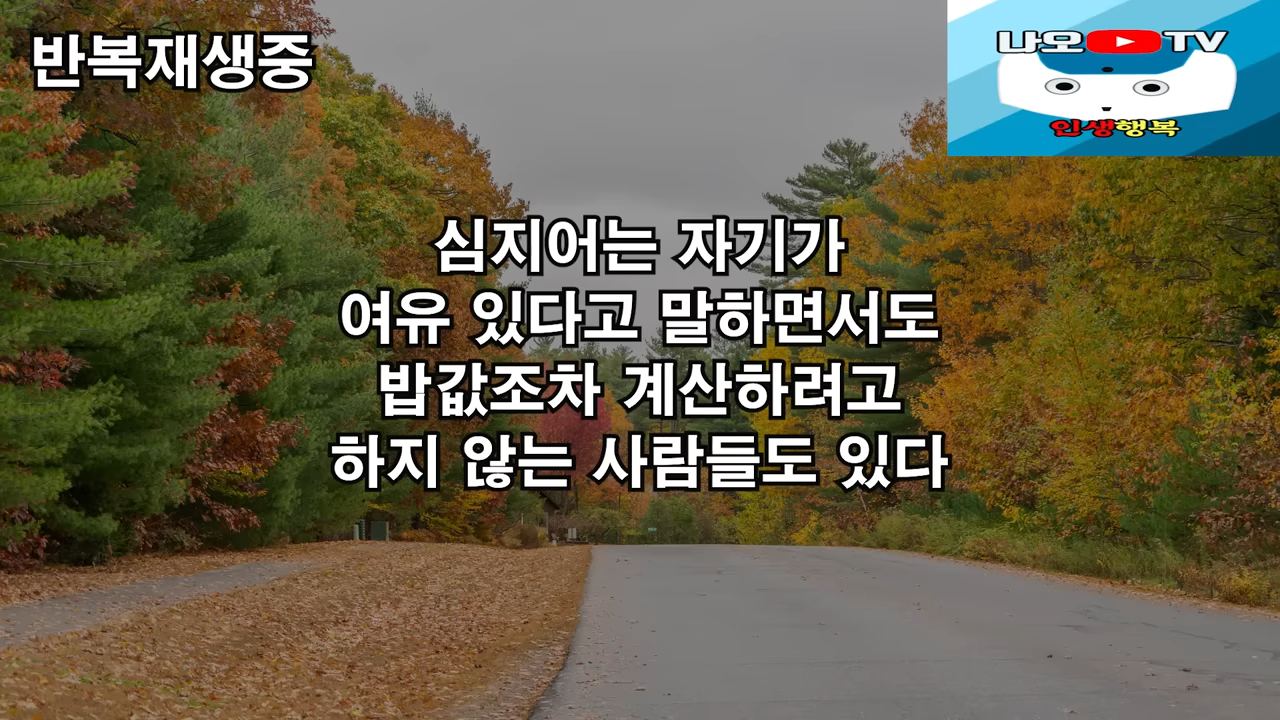 반복재생중
나오 TV
인생행복
심지어는 자기가
여유 있다고 말하면서도
밥값조차 계산하려고
하지 않는 사람들도 있다